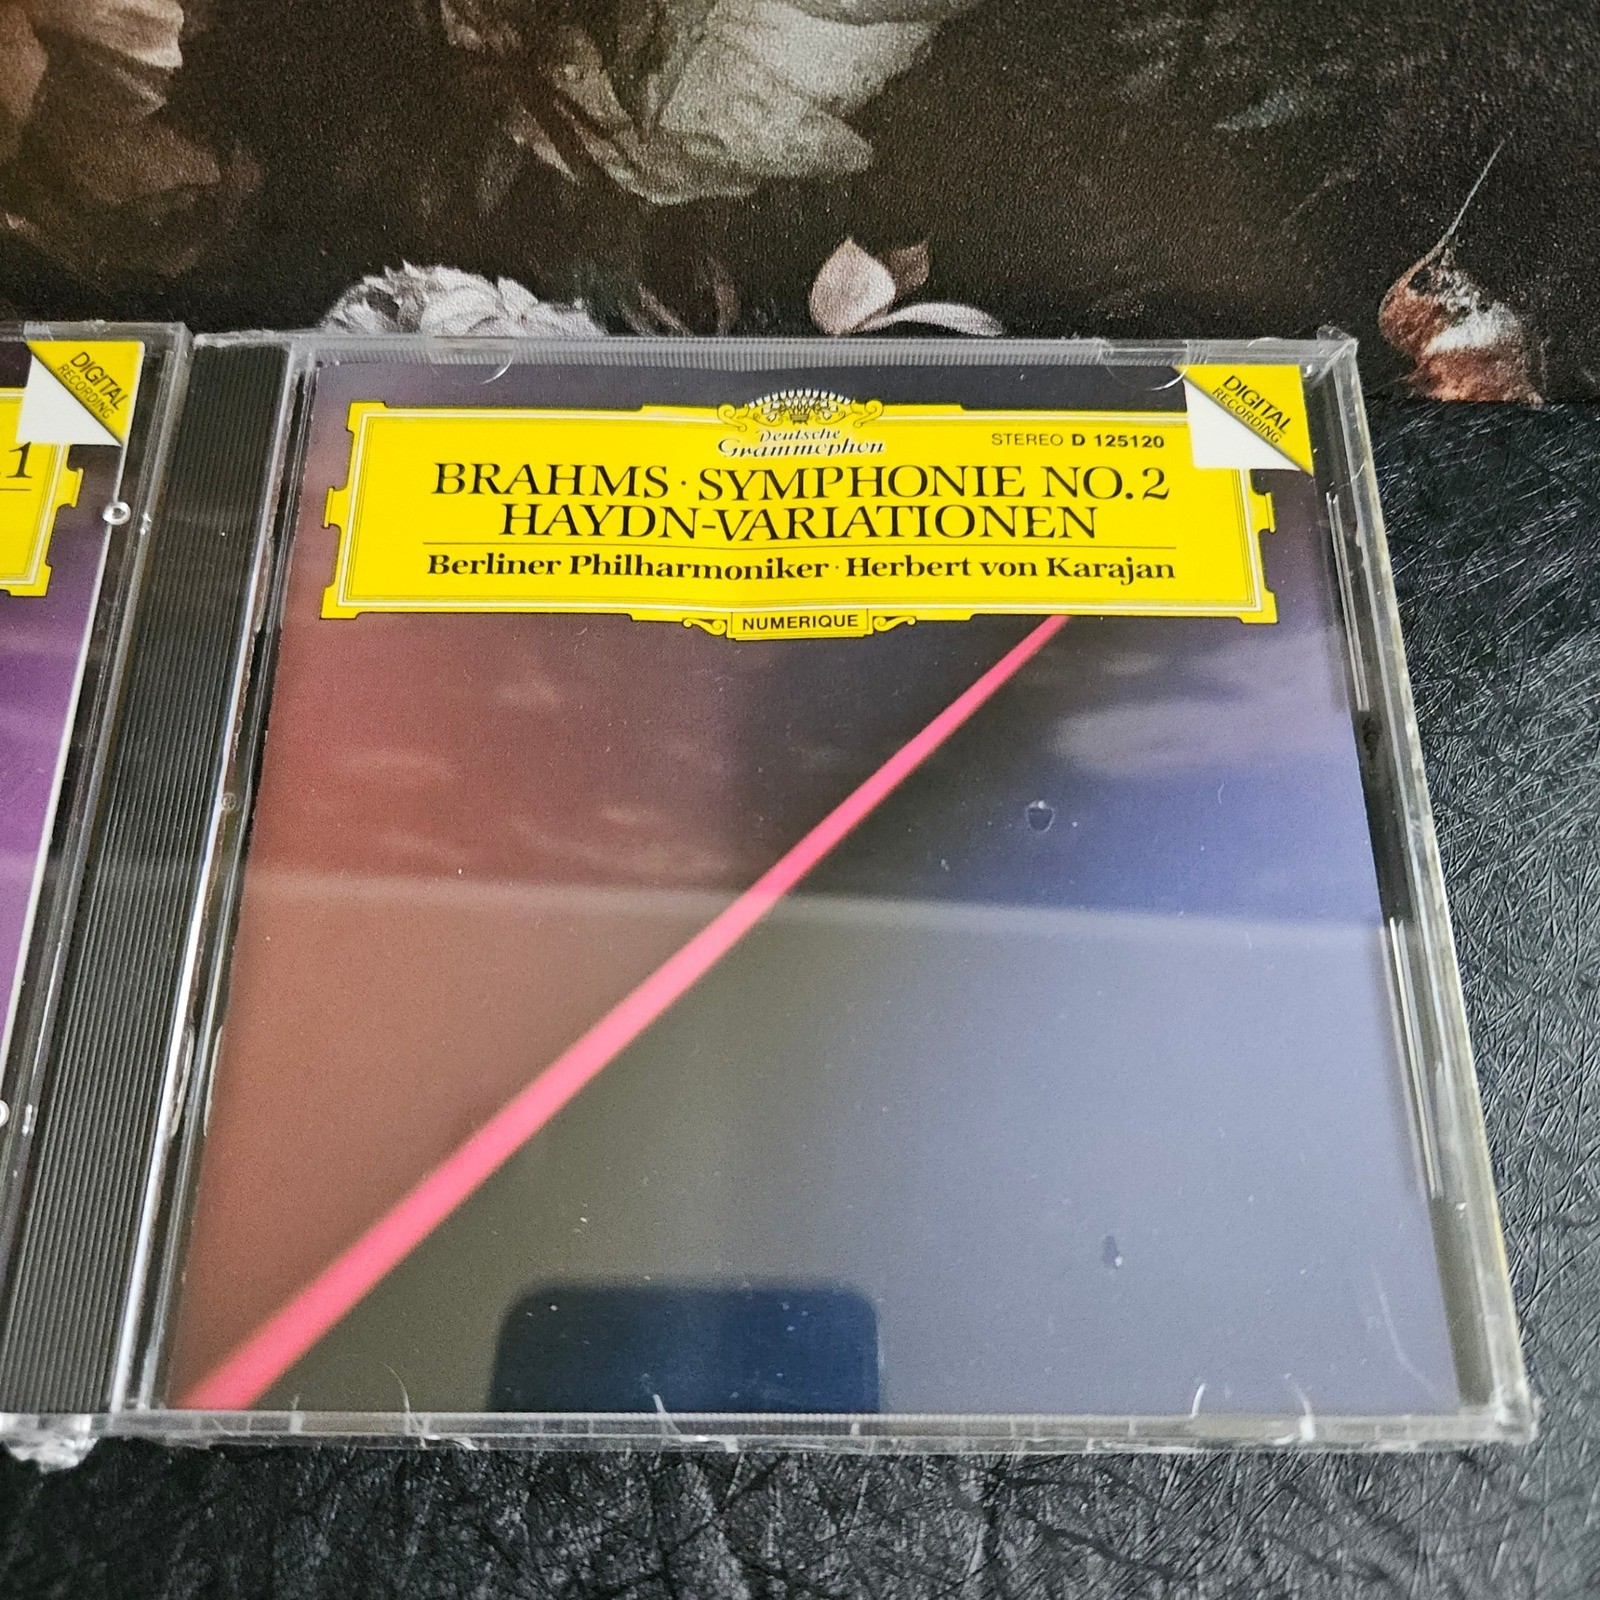 DIGITAL
RECORDING
.1
Deutsche
Grammophon
STEREO D 125120
DIGITAL
RECORDING
BRAHMS · SYMPHONIE NO. 2
HAYDN-VARIATIONEN
Berliner Philharmoniker · Herbert von Karajan
NUMERIQUE